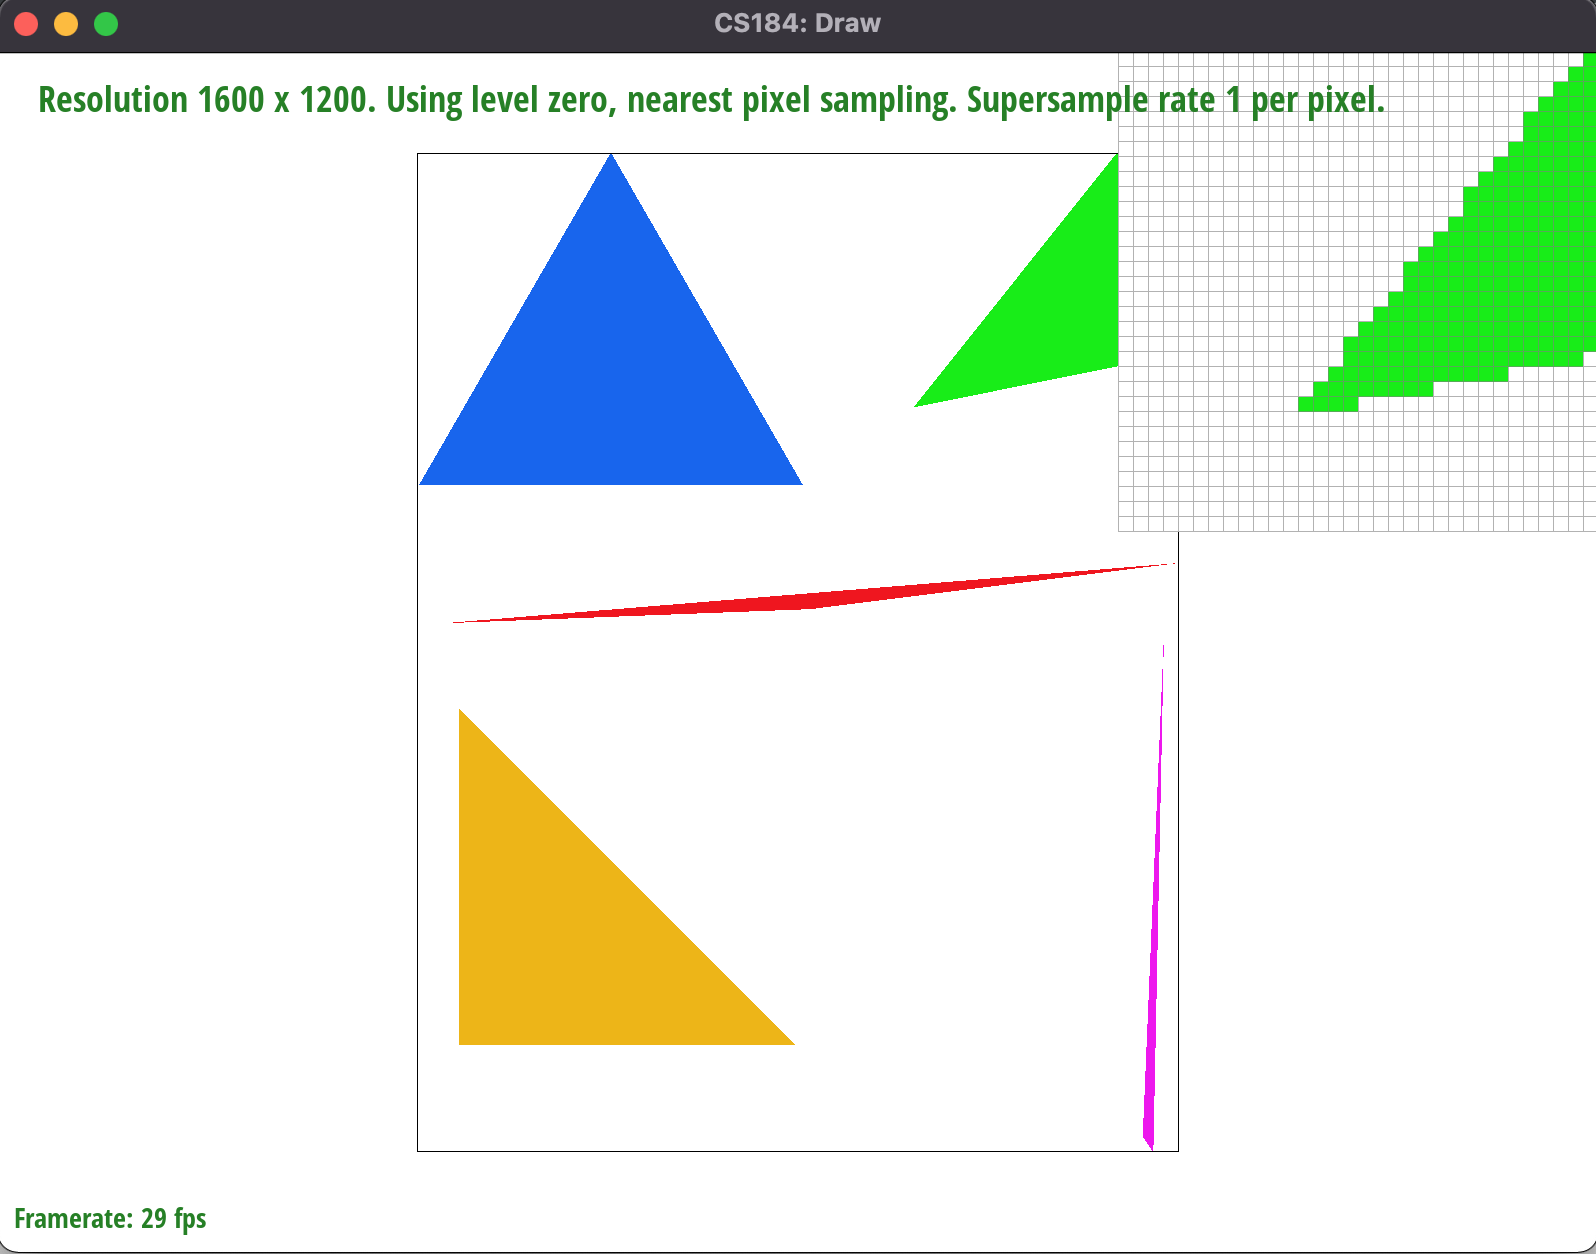 CS184: Draw
Resolution 1600 x 1200. Using level zero, nearest pixel sampling. Supersample rate 1 per pixel.
Framerate: 29 fps